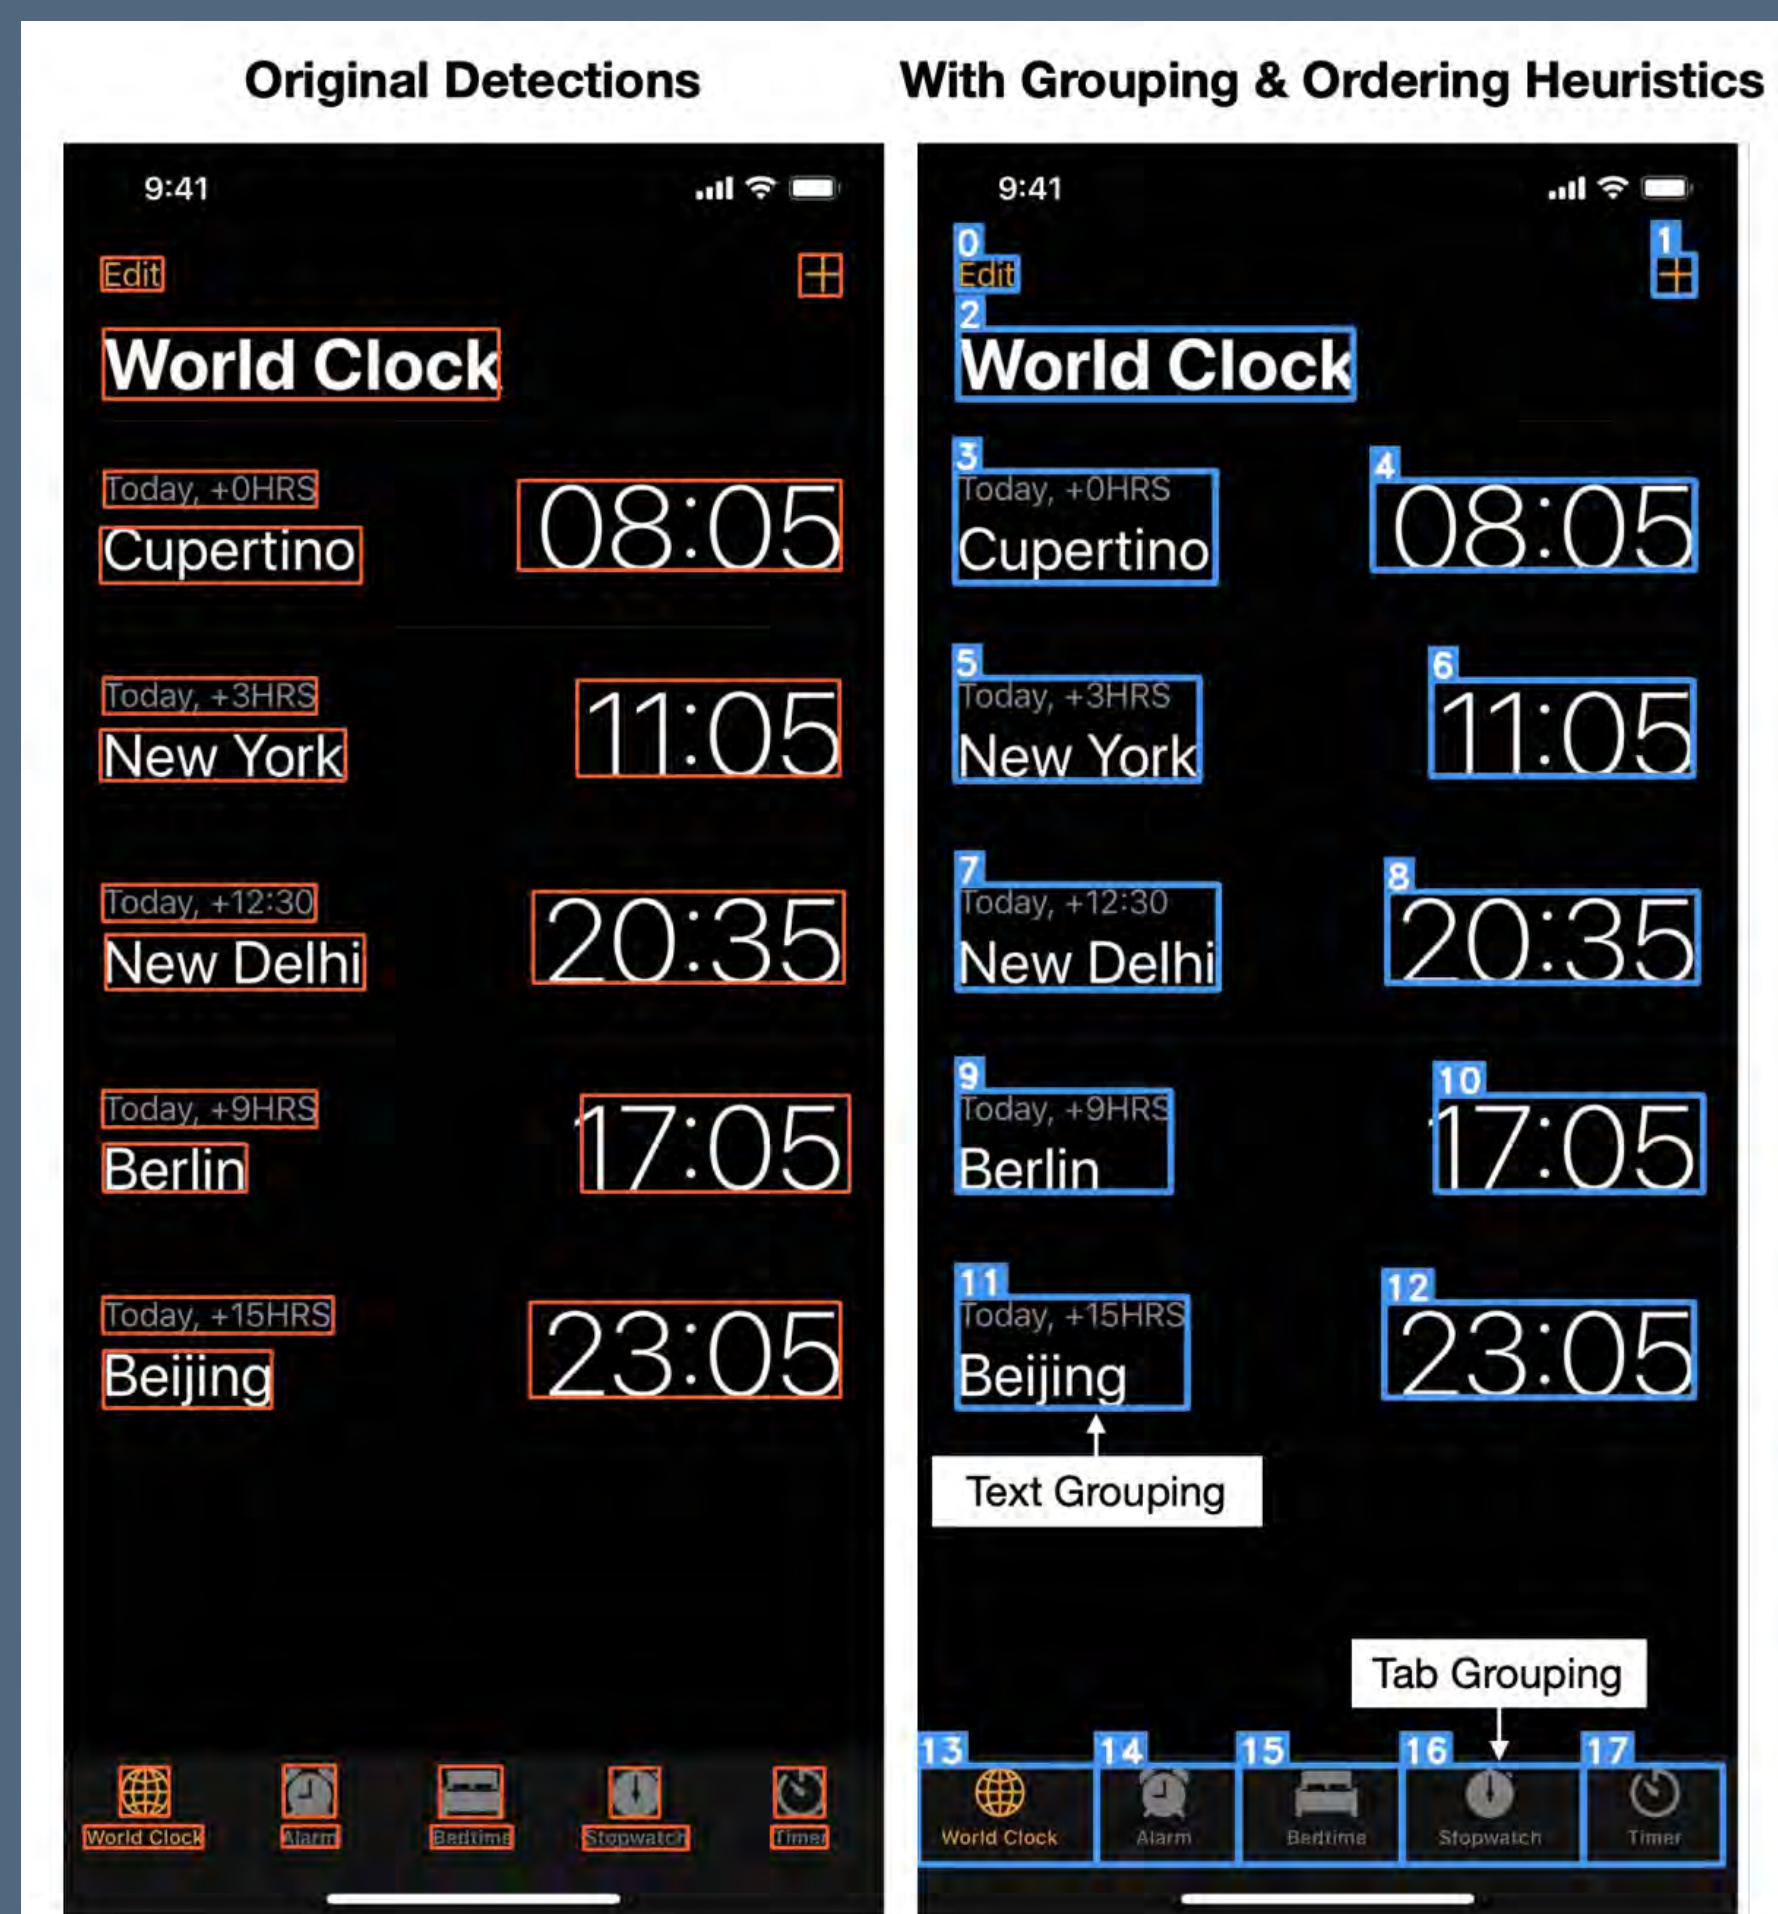 Original Detections
9:41
Edit
+
World Clock
Today, +0HRS
Cupertino
08:05
Today, +3HRS
New York
11:05
Today, +12:30
New Delhi
20:35
Today, +9HRS
Berlin
17:05
Today, +15HRS
Beijing
23:05
World Clock
Alarm
Bedtime
Stopwatch
Timer
With Grouping & Ordering Heuristics
9:41
0
Edit
1
+
2
World Clock
3
Today, +0HRS
Cupertino
4
08:05
5
Today, +3HRS
New York
6
11:05
7
Today, +12:30
New Delhi
8
20:35
9
Today, +9HRS
Berlin
10
17:05
11
Today, +15HRS
Beijing
12
23:05
Text Grouping
Tab Grouping
13
World Clock
14
Alarm
15
Bedtime
16
Stopwatch
17
Timer